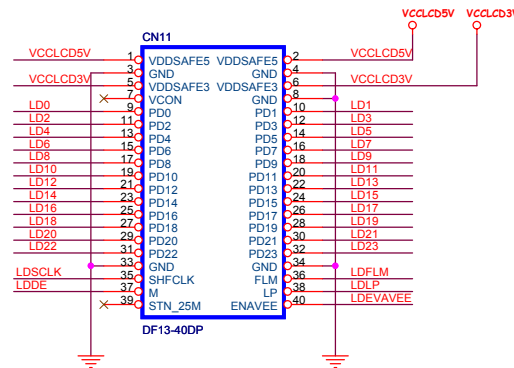 VCCLCD5V VCCLCD3V
CN11
VCCLCD5V 1 VDDSAFE5 VDDSAFE5 2 VCCLCD5V
3 GND GND 4
VCCLCD3V 5 VDDSAFE3 VDDSAFE3 6 VCCLCD3V
7 VCON GND 8
LD0 9 PD0 PD1 10 LD1
LD2 11 PD2 PD3 12 LD3
LD4 13 PD4 PD5 14 LD5
LD6 15 PD6 PD7 16 LD7
LD8 17 PD8 PD9 18 LD9
LD10 19 PD10 PD11 20 LD11
LD12 21 PD12 PD13 22 LD13
LD14 23 PD14 PD15 24 LD15
LD16 25 PD16 PD17 26 LD17
LD18 27 PD18 PD19 28 LD19
LD20 29 PD20 PD21 30 LD21
LD22 31 PD22 PD23 32 LD23
33 GND GND 34
LDSCLK 35 SHFCLK FLM 36 LDFLM
LDDE 37 M LP 38 LDLP
39 STN_25M ENAVEE 40 LDEVAVEE
DF13-40DP